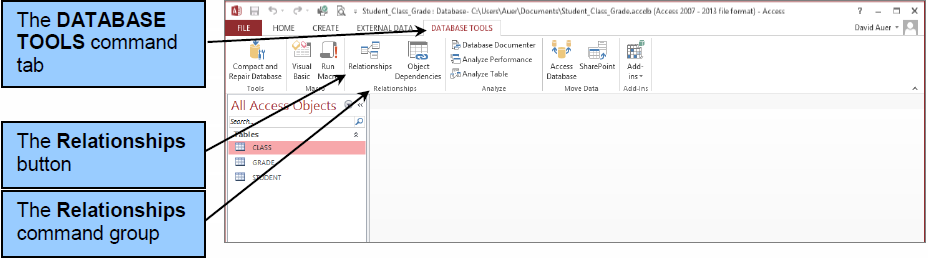 The DATABASE
TOOLS command
tab
The Relationships
button
The Relationships
command group
Student_Class_Grade : Database- C:\Users\Auer\Documents\Student_Class_Grade.accdb (Access 2007 - 2013 file format) - Access
FILE HOME CREATE EXTERNAL DATA DATABASE TOOLS David Auer
Compact and
Repair Database
Visual
Basic
Run
Macro
Relationships
Object
Dependencies
Database Documenter
Analyze Performance
Analyze Table
Access
Database
SharePoint
Add-
ins
Tools Macro Relationships Analyze Move Data Add-Ins
All Access Objects
Search...
Tables
CLASS
GRADE
STUDENT